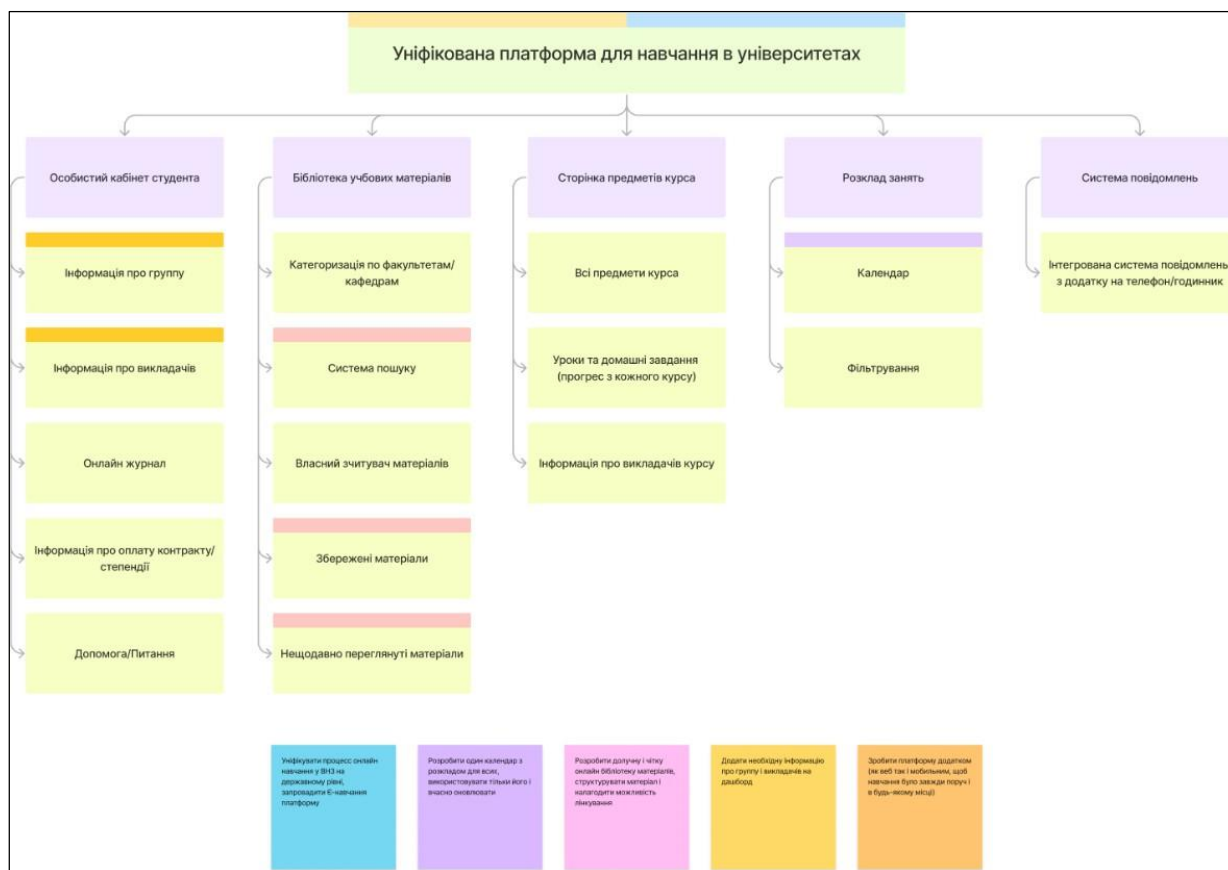 Уніфікована платформа для навчання в університетах
Особистий кабінет студента
Бібліотека учбових матеріалів
Сторінка предметів курса
Розклад занять
Система повідомлень
Інформація про группу
Інформація про викладачів
Онлайн журнал
Інформація про оплату контракту/
степендії
Допомога/Питання
Категоризація по факультетам/
кафедрам
Система пошуку
Власний зчитувач матеріалів
Збережені матеріали
Нещодавно переглянуті матеріали
Всі предмети курса
Уроки та домашні завдання
(прогрес з кожного курсу)
Інформація про викладачів курсу
Календар
Фільтрування
Інтегрована система повідомлень
з додатку на телефон/годинник
Уніфікувати процес онлайн
навчання у ВНЗ на
державному рівні,
запровадити Є-навчання
платформу
Розробити один календар з
розкладом для всіх,
використовувати тільки його і
вчасно оновлювати
Розробити долучну і чітку
онлайн бібліотеку матеріалів,
структурувати матеріал і
налагодити можливість
лінкування
Додати необхідну інформацію
про группу і викладачів на
дашборд
Зробити платформу додатком
(як веб так і мобільним, щоб
навчання було завжди поруч і
в будь-якому місці)